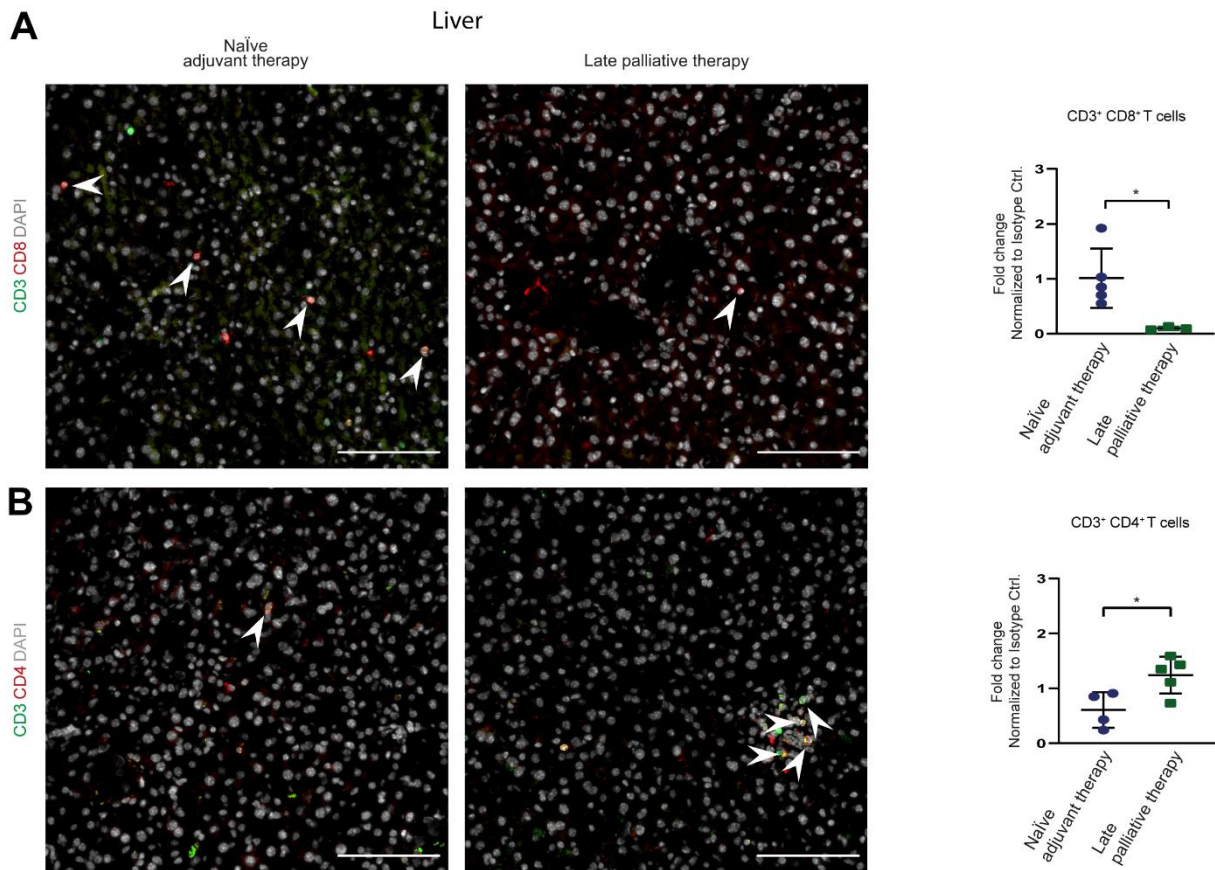 A
Liver
NaÏve
adjuvant therapy
Late palliative therapy
CD3 CD8 DAPI
CD3⁺ CD8⁺ T cells
Fold change
Normalized to Isotype Ctrl.
3
2
1
0
*
NaÏve
adjuvant therapy
Late
palliative therapy
B
CD3 CD4 DAPI
CD3⁺ CD4⁺ T cells
Fold change
Normalized to Isotype Ctrl.
3
2
1
0
*
NaÏve
adjuvant therapy
Late
palliative therapy